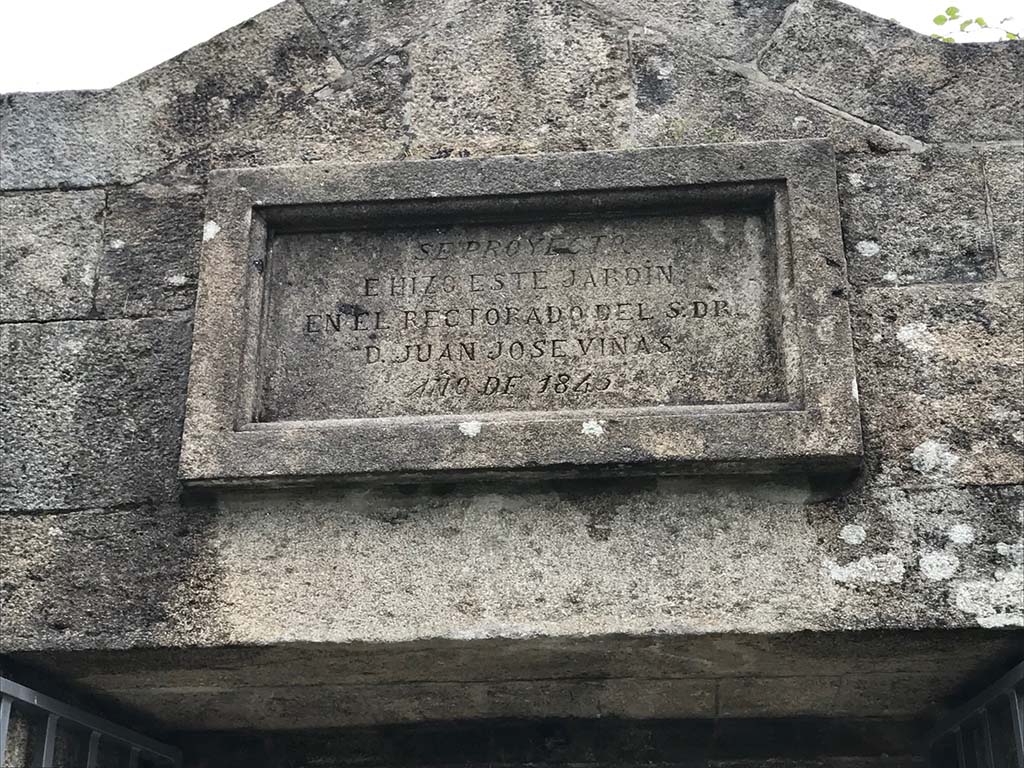 SE PROYECTO
E HIZO ESTE JARDIN
EN EL RECTORADO DEL S. DR.
D. JUAN JOSE VIÑAS
AÑO DE 1845